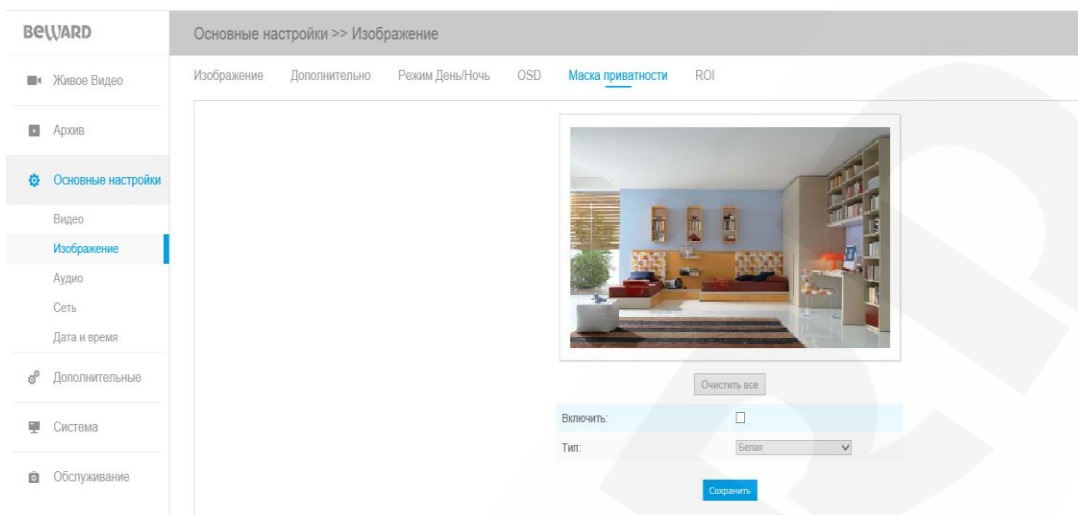 BEWARD
Основные настройки >> Изображение
Живое Видео
Архив
Основные настройки
Видео
Изображение
Аудио
Сеть
Дата и время
Дополнительные
Система
Обслуживание
Изображение Дополнительно Режим День/Ночь OSD Маска приватности ROI
Очистить все
Включить:
Тип: Белая
Сохранить